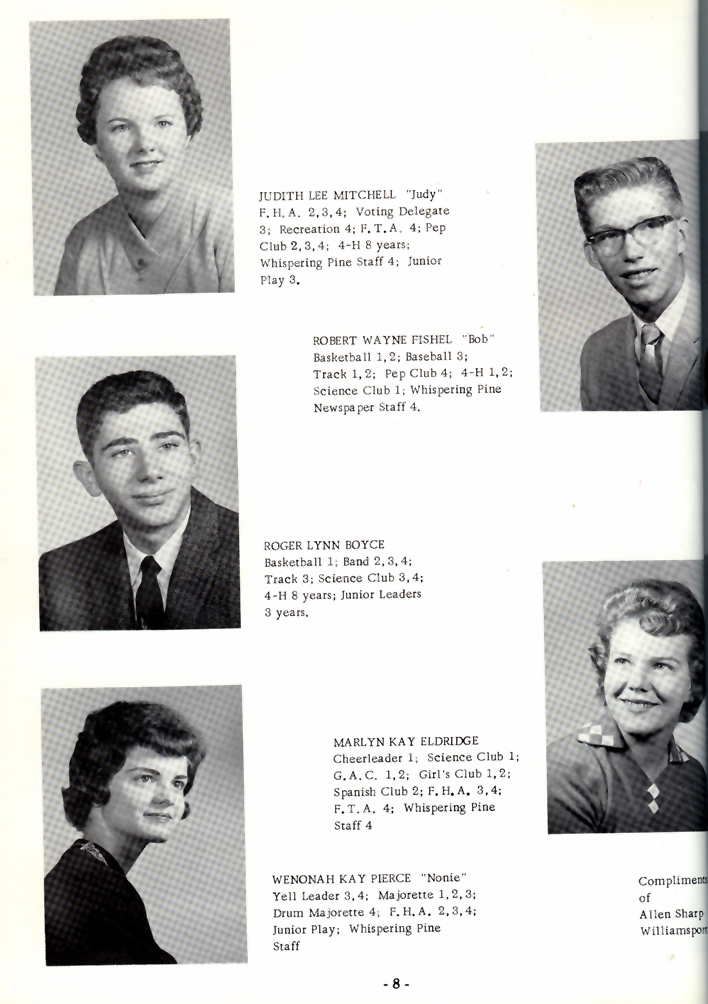 JUDITH LEE MITCHELL "Judy"
F.H.A. 2,3,4; Voting Delegate
3; Recreation 4; F.T.A. 4; Pep
Club 2,3,4; 4-H 8 years;
Whispering Pine Staff 4; Junior
Play 3.
ROBERT WAYNE FISHEL "Bob"
Basketball 1,2; Baseball 3;
Track 1,2; Pep Club 4; 4-H 1,2;
Science Club 1; Whispering Pine
Newspaper Staff 4.
ROGER LYNN BOYCE
Basketball 1; Band 2,3,4;
Track 3; Science Club 3,4;
4-H 8 years; Junior Leaders
3 years.
MARLYN KAY ELDRIDGE
Cheerleader 1; Science Club 1;
G.A.C. 1,2; Girl's Club 1,2;
Spanish Club 2; F.H.A. 3,4;
F.T.A. 4; Whispering Pine
Staff 4
WENONAH KAY PIERCE "Nonie"
Yell Leader 3,4; Majorette 1,2,3;
Drum Majorette 4; F.H.A. 2,3,4;
Junior Play; Whispering Pine
Staff
Compliments
of
Allen Sharp
Williamsport
- 8 -